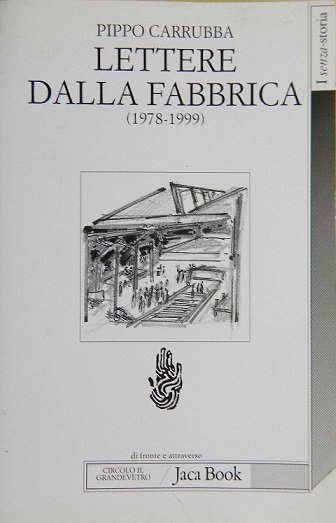 PIPPO CARRUBBA
LETTERE
DALLA FABBRICA
(1978-1999)
I senza-storia
di fronte e attraverso
CIRCOLO IL
GRANDEVETRO
Jaca Book